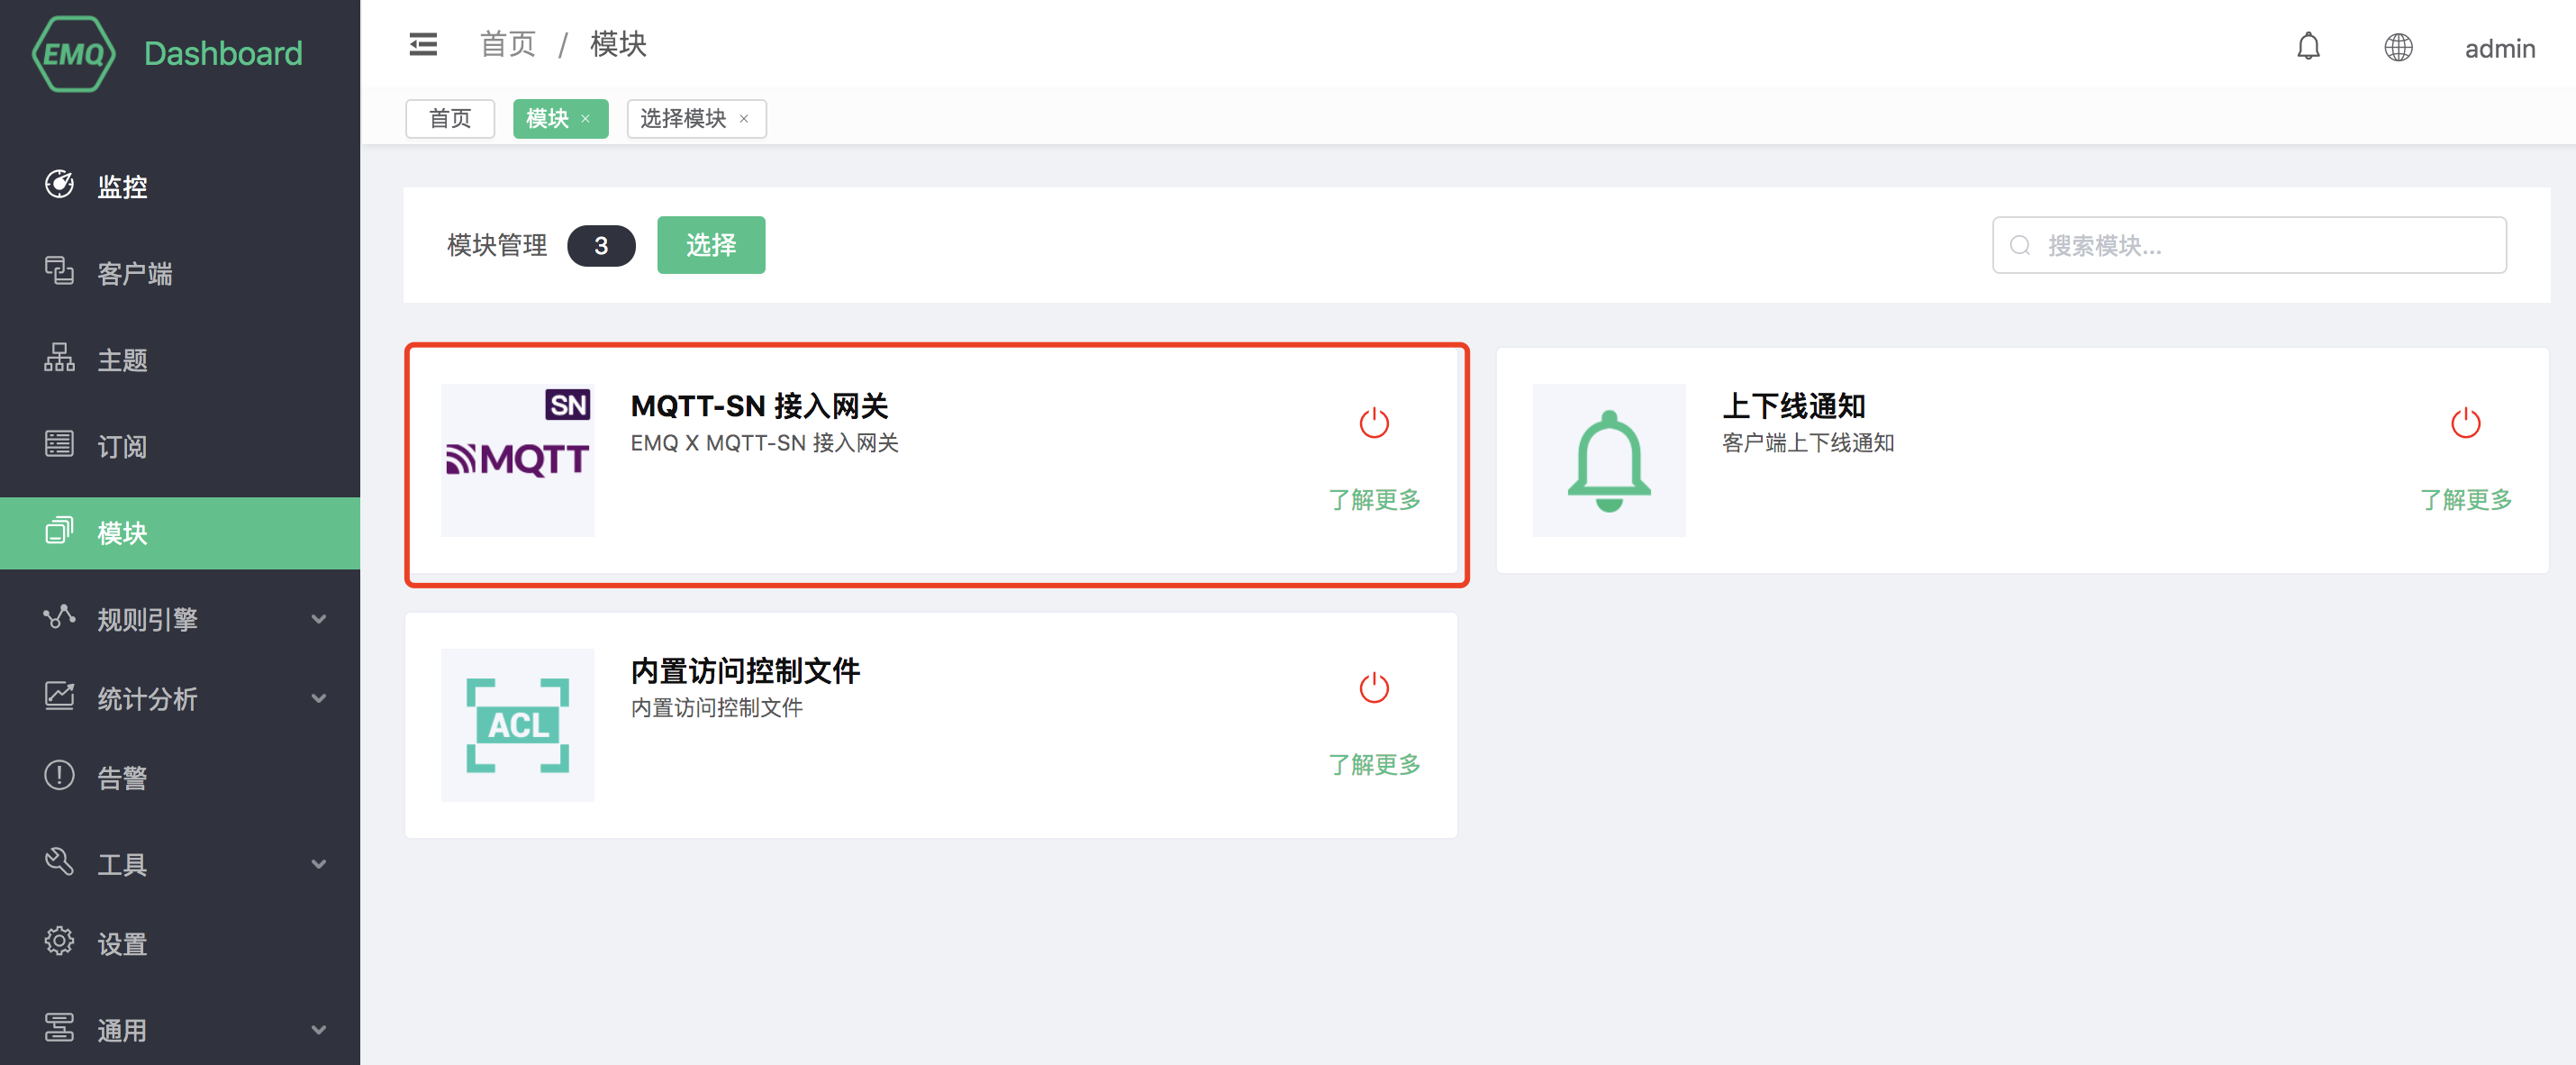 EMQ Dashboard
首页 / 模块
admin
首页
模块 ×
选择模块 ×
监控
客户端
主题
订阅
模块
规则引擎
统计分析
告警
工具
设置
通用
模块管理 3 选择
搜索模块...
SN
MQTT
MQTT-SN 接入网关
EMQ X MQTT-SN 接入网关
了解更多
上下线通知
客户端上下线通知
了解更多
ACL
内置访问控制文件
内置访问控制文件
了解更多